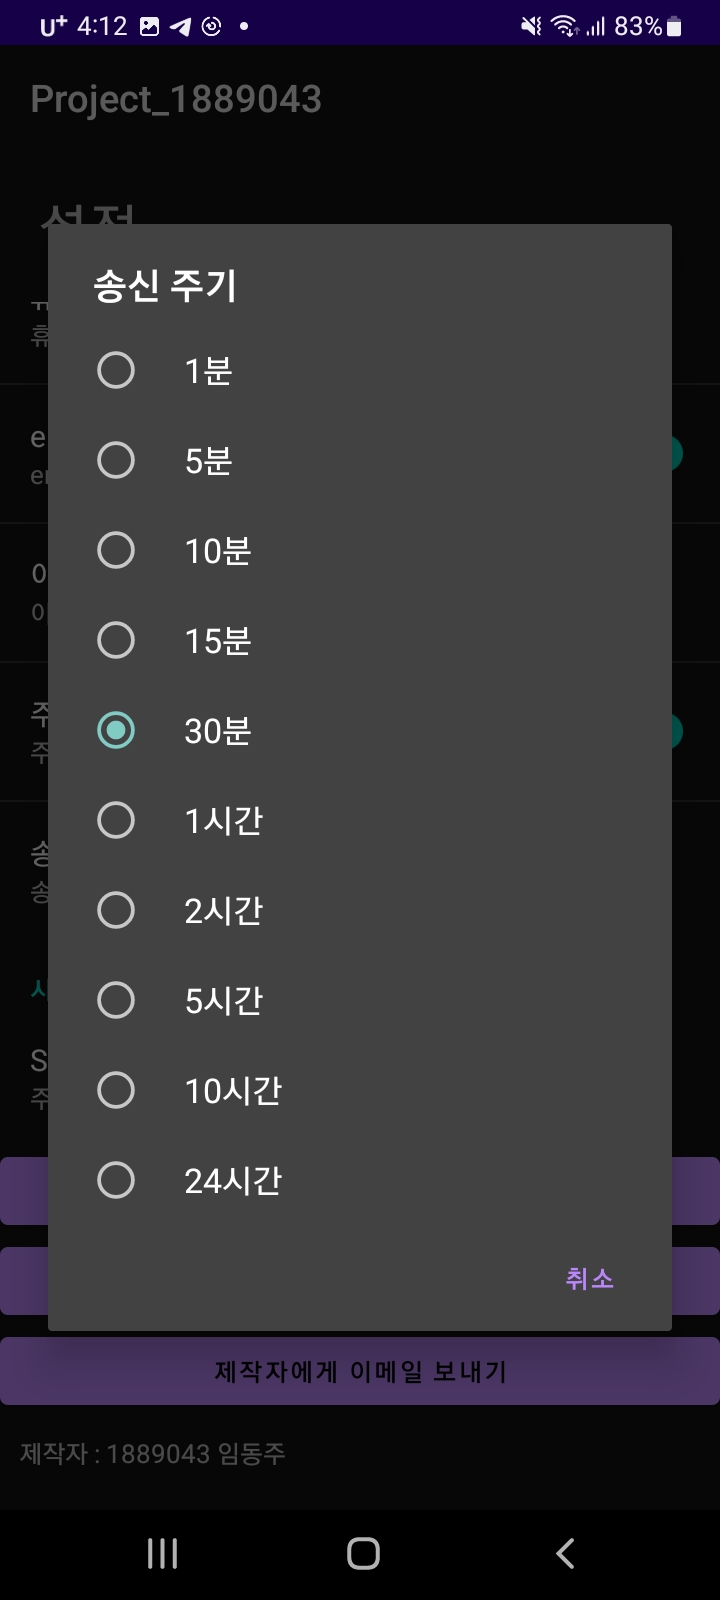 U+ 4:12 83%
Project_1889043
설정
송신 주기
1분
5분
10분
15분
30분
1시간
2시간
5시간
10시간
24시간
취소
제작자에게 이메일 보내기
제작자 : 1889043 임동주